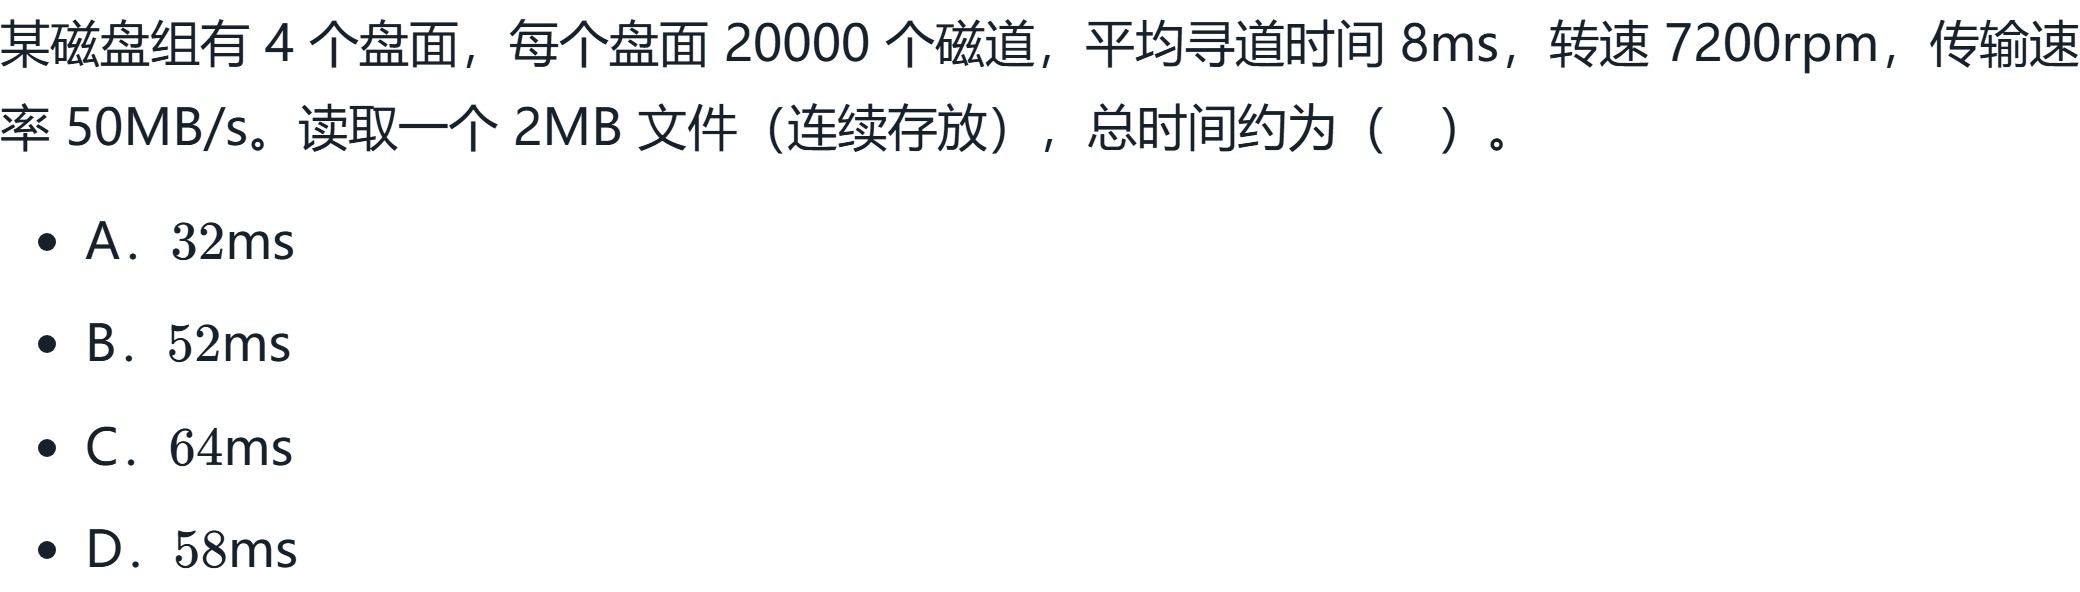 某磁盘组有 4 个盘面，每个盘面 20000 个磁道，平均寻道时间 8ms，转速 7200rpm，传输速
率 50MB/s。读取一个 2MB 文件（连续存放），总时间约为（　）。
• A．32ms
• B．52ms
• C．64ms
• D．58ms